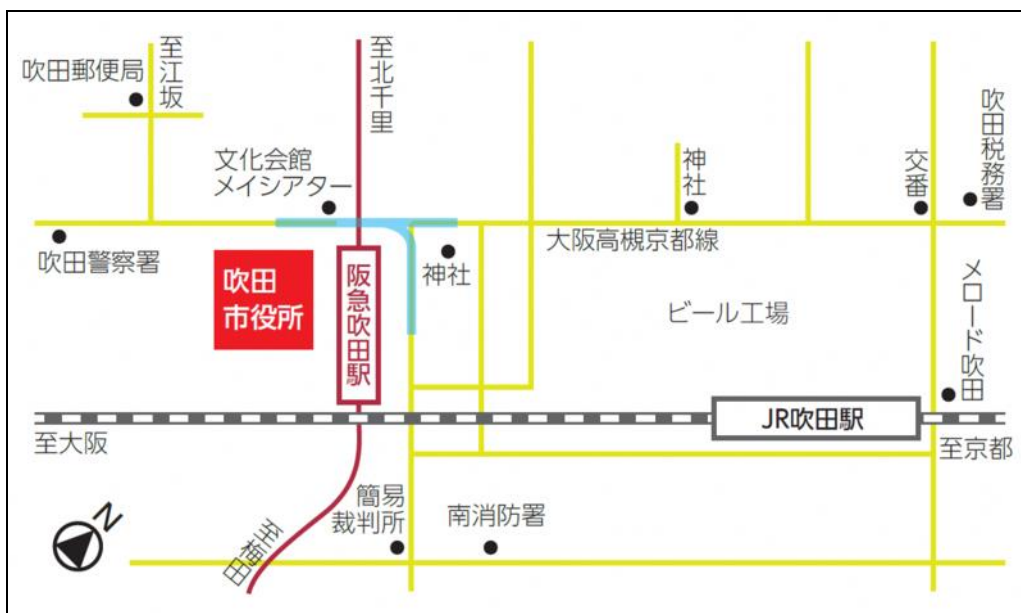 至江坂
吹田郵便局
至北千里
吹田税務署
文化会館
メイシアター
神社
交番
吹田警察署
大阪高槻京都線
吹田
市役所
阪急吹田駅
神社
ビール工場
メロード吹田
JR吹田駅
至大阪
至京都
簡易
裁判所
南消防署
至梅田
N